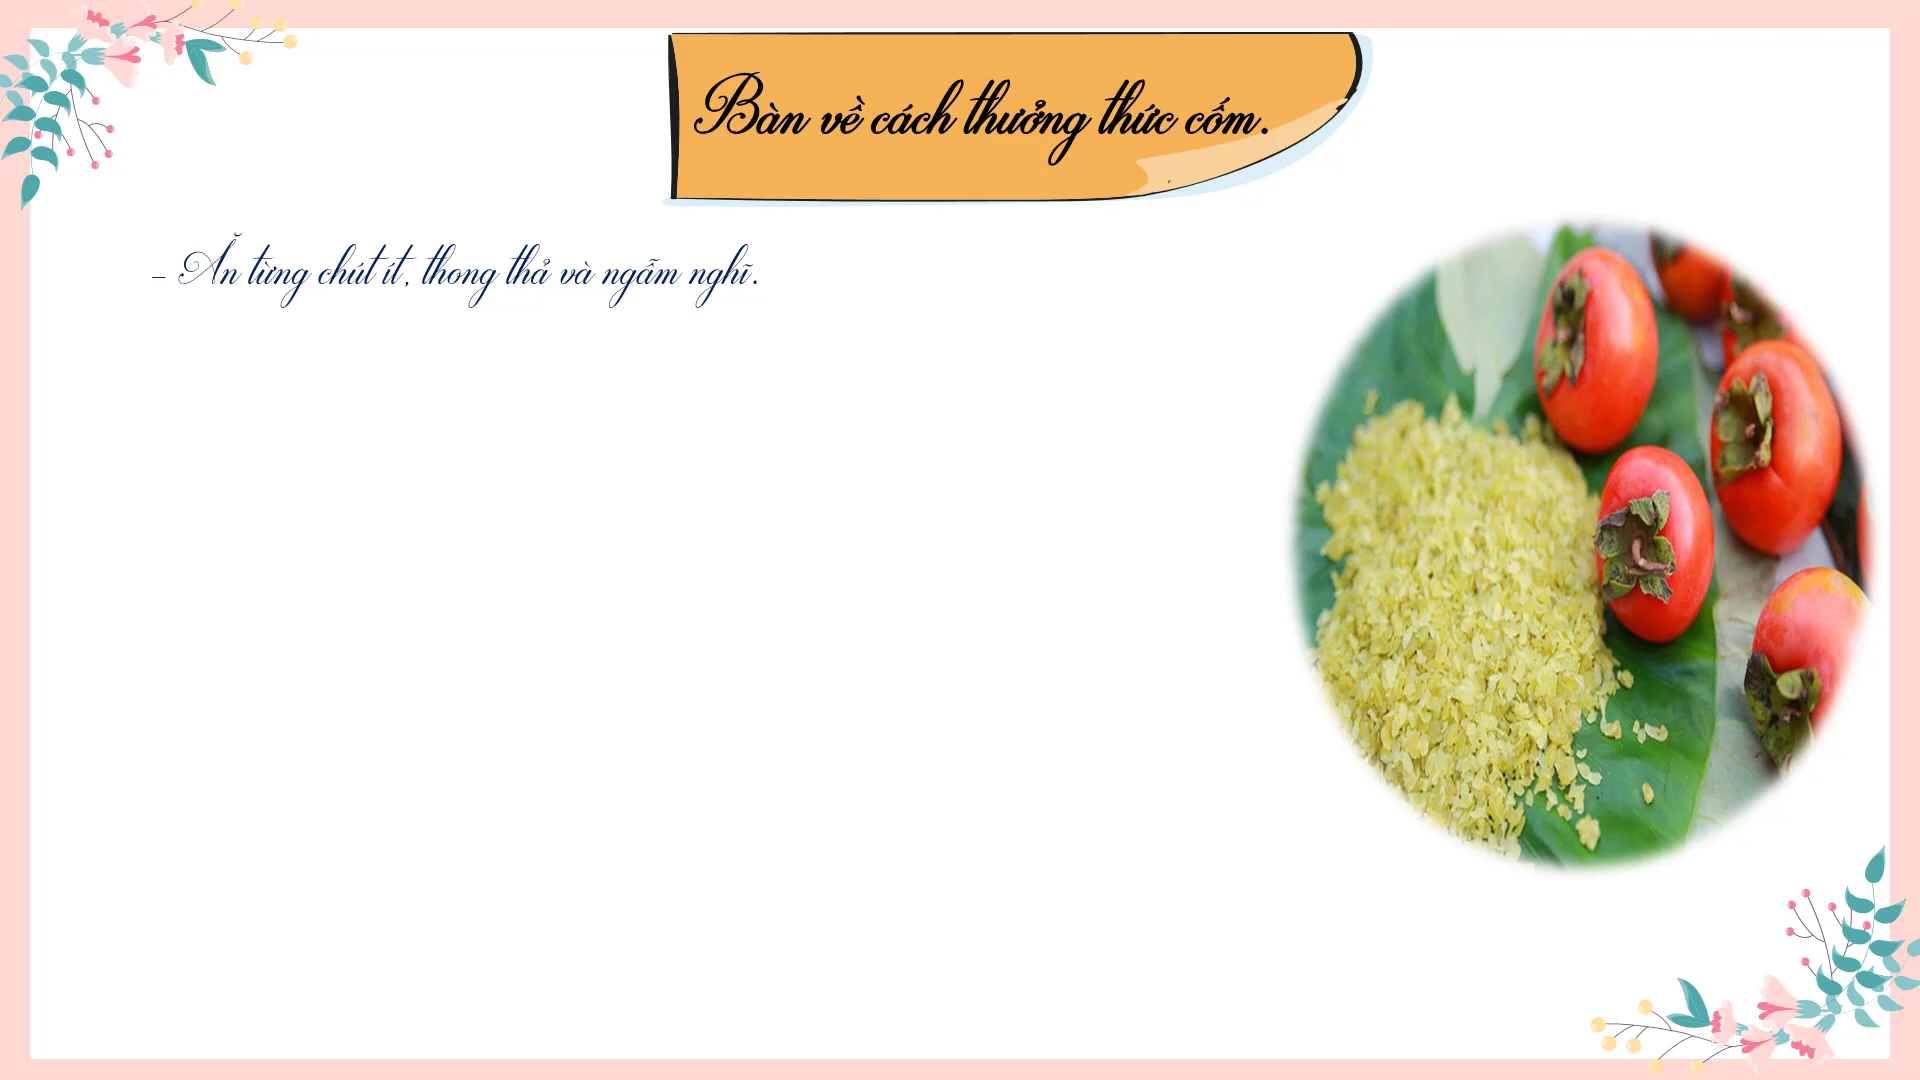 Bàn về cách thưởng thức cốm.
- Ăn từng chút ít, thong thả và ngẫm nghĩ.